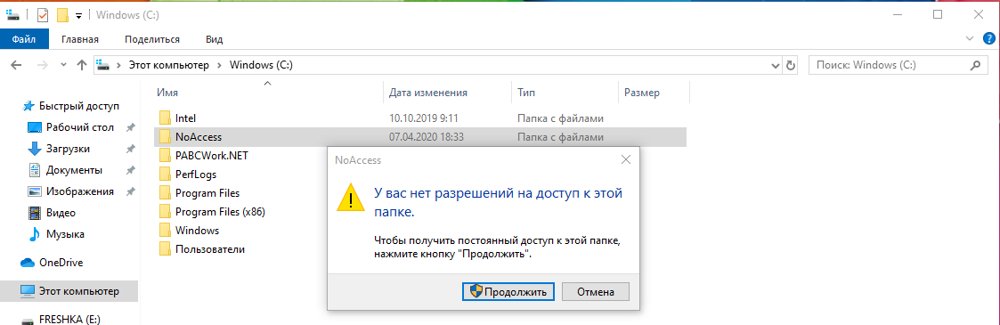 Windows (C:)
Файл Главная Поделиться Вид
Этот компьютер Windows (C:) Поиск: Windows (C:)
Имя Дата изменения Тип Размер
Быстрый доступ
Рабочий стол
Загрузки
Документы
Изображения
Видео
Музыка
OneDrive
Этот компьютер
FRESHKA (E:)
Intel 10.10.2019 9:11 Папка с файлами
NoAccess 07.04.2020 18:33 Папка с файлами
PABCWork.NET
PerfLogs
Program Files
Program Files (x86)
Windows
Пользователи
NoAccess
У вас нет разрешений на доступ к этой
папке.
Чтобы получить постоянный доступ к этой папке,
нажмите кнопку "Продолжить".
Продолжить Отмена